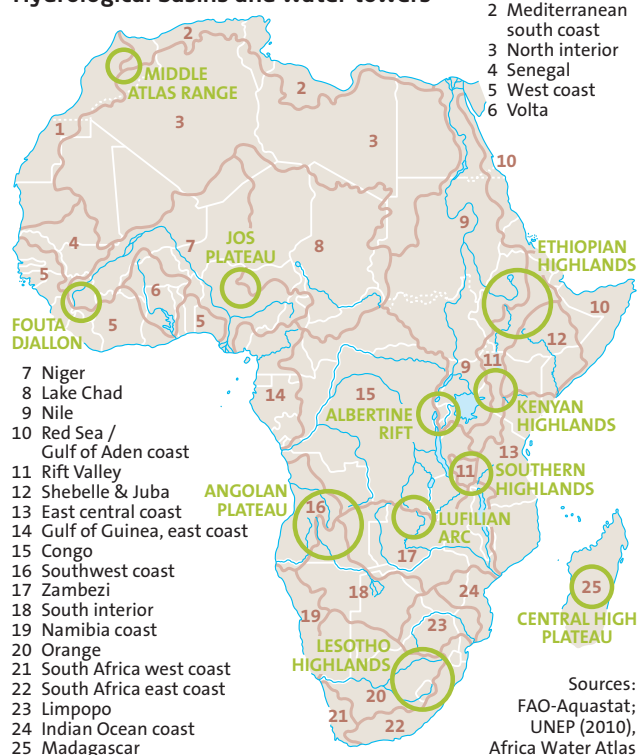 2 Mediterranean
south coast
3 North interior
4 Senegal
5 West coast
6 Volta
MIDDLE
ATLAS RANGE
2
2
1
3
3
10
4
7
JOS
PLATEAU
8
9
ETHIOPIAN
HIGHLANDS
5
6
10
FOUTA
DJALLON
5
5
12
9
11
7 Niger
8 Lake Chad
9 Nile
10 Red Sea /
Gulf of Aden coast
11 Rift Valley
12 Shebelle & Juba
13 East central coast
14 Gulf of Guinea, east coast
15 Congo
16 Southwest coast
17 Zambezi
18 South interior
19 Namibia coast
20 Orange
21 South Africa west coast
22 South Africa east coast
23 Limpopo
24 Indian Ocean coast
25 Madagascar
14
15
ALBERTINE
RIFT
KENYAN
HIGHLANDS
13
11
SOUTHERN
HIGHLANDS
ANGOLAN
PLATEAU
16
LUFILIAN
ARC
17
18
24
25
19
23
CENTRAL HIGH
PLATEAU
LESOTHO
HIGHLANDS
20
21
22
Sources:
FAO-Aquastat;
UNEP (2010),
Africa Water Atlas